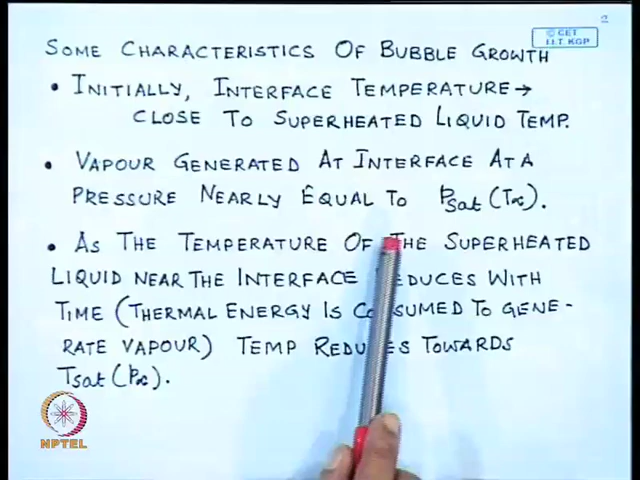 2
© CET
I.I.T. KGP
SOME CHARACTERISTICS OF BUBBLE GROWTH
• INITIALLY, INTERFACE TEMPERATURE →
CLOSE TO SUPERHEATED LIQUID TEMP.
• VAPOUR GENERATED AT INTERFACE AT A
PRESSURE NEARLY EQUAL TO Psat (T∞).
• AS THE TEMPERATURE OF THE SUPERHEATED
LIQUID NEAR THE INTERFACE REDUCES WITH
TIME (THERMAL ENERGY IS CONSUMED TO GENE-
RATE VAPOUR) TEMP REDUCES TOWARDS
Tsat (P∞).
NPTEL